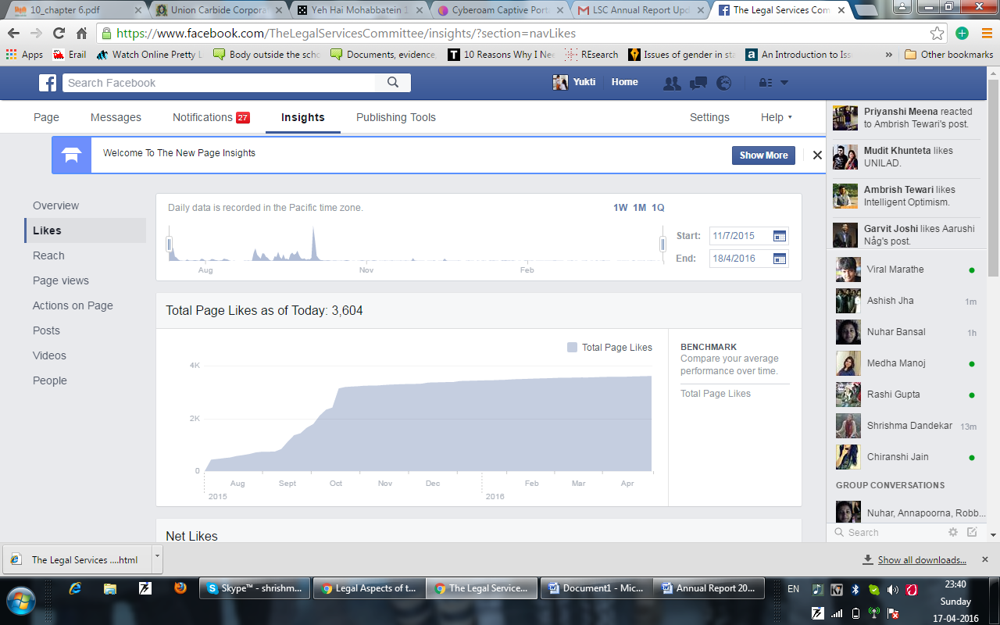 10_chapter 6.pdf
Union Carbide Corpora
Yeh Hai Mohabbatein 1
Cyberoam Captive Port
LSC Annual Report Upd
The Legal Services Com
https://www.facebook.com/TheLegalServicesCommittee/insights/?section=navLikes
Apps
Erail
Watch Online Pretty L
Body outside the scho
Documents, evidence,
10 Reasons Why I Nee
REsearch
Issues of gender in sta
An Introduction to Iss
»
Other bookmarks
Search Facebook
Yukti
Home
Page
Messages
Notifications 27
Insights
Publishing Tools
Settings
Help
Welcome To The New Page Insights
Show More
Overview
Likes
Reach
Page views
Actions on Page
Posts
Videos
People
Daily data is recorded in the Pacific time zone.
1W 1M 1Q
Start: 11/7/2015
End: 18/4/2016
Aug
Nov
Feb
Total Page Likes as of Today: 3,604
Total Page Likes
4K
2K
0
Aug
Sept
Oct
Nov
Dec
Feb
Mar
Apr
2015
2016
BENCHMARK
Compare your average
performance over time.
Total Page Likes
Net Likes
Priyanshi Meena reacted
to Ambrish Tewari's post.
Mudit Khunteta likes
UNILAD.
Ambrish Tewari likes
Intelligent Optimism.
Garvit Joshi likes Aarushi
Någ's post.
Viral Marathe
Ashish Jha 1m
Nuhar Bansal 1h
Medha Manoj
Rashi Gupta
Shrishma Dandekar 13m
Chiranshi Jain
GROUP CONVERSATIONS
Nuhar, Annapoorna, Robb...
Search
The Legal Services ....html
Show all downloads...
Skype™ - shrishm...
Legal Aspects of t...
The Legal Service...
Document1 - Mic...
Annual Report 20...
EN
23:40
Sunday
17-04-2016